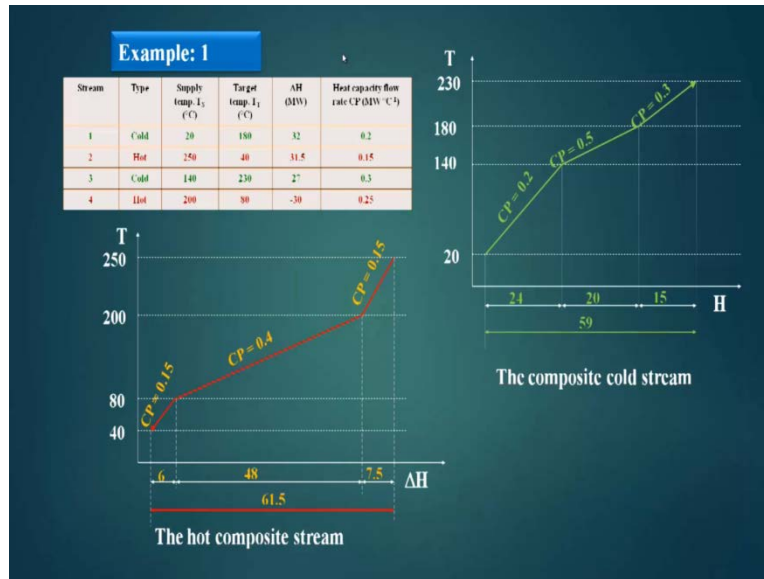 Example: 1
Stream Type Supply temp. Ts (°C) Target temp. Tt (°C) ΔH (MW) Heat capacity flow rate CP (MW °C-1)
1 Cold 20 180 32 0.2
2 Hot 250 40 31.5 0.15
3 Cold 140 230 27 0.3
4 Hot 200 80 -30 0.25
T
230
180
140
20
CP = 0.2
CP = 0.5
CP = 0.3
24 20 15
H
59
The composite cold stream
T
250
200
80
40
CP = 0.15
CP = 0.4
CP = 0.15
6 48 7.5
ΔH
61.5
The hot composite stream